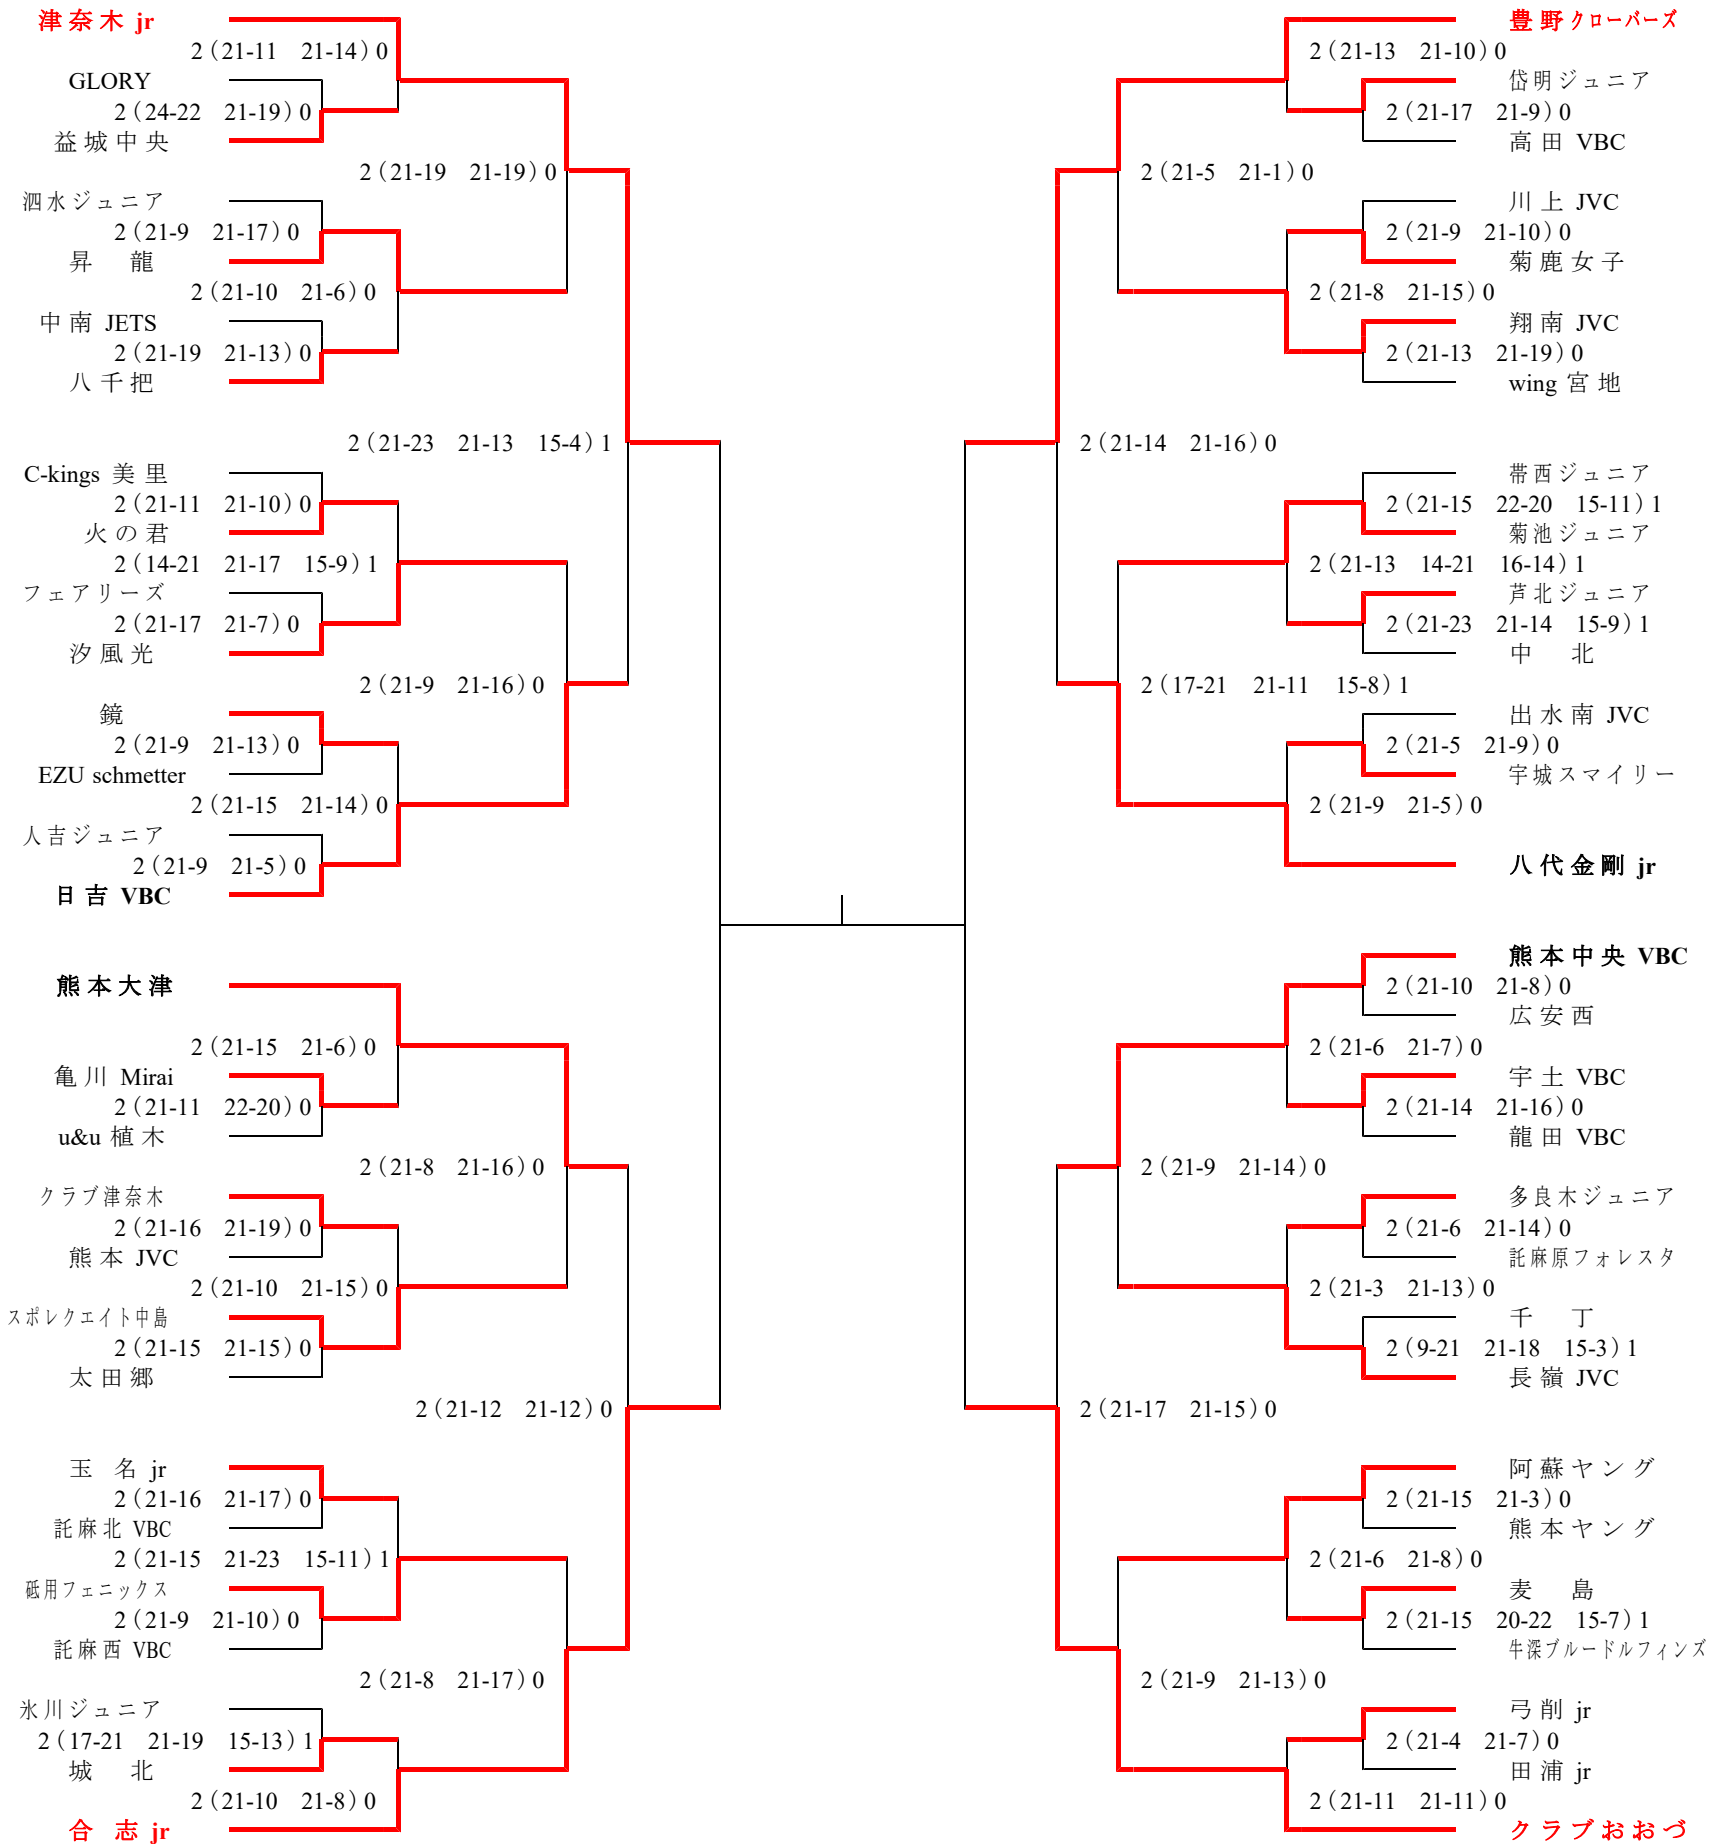 津奈木 jr
2（21-11 21-14）0
GLORY
2（24-22 21-19）0
益城中央
2（21-19 21-19）0
泗水ジュニア
2（21-9 21-17）0
昇 龍
2（21-10 21-6）0
中南 JETS
2（21-19 21-13）0
八千把
2（21-23 21-13 15-4）1
C-kings 美里
2（21-11 21-10）0
火の君
2（14-21 21-17 15-9）1
フェアリーズ
2（21-17 21-7）0
汐風光
2（21-9 21-16）0
鏡
2（21-9 21-13）0
EZU schmetter
2（21-15 21-14）0
人吉ジュニア
2（21-9 21-5）0
日吉 VBC
熊本大津
2（21-15 21-6）0
亀川 Mirai
2（21-11 22-20）0
u&u 植木
2（21-8 21-16）0
クラブ津奈木
2（21-16 21-19）0
熊本 JVC
2（21-10 21-15）0
スポレクエイト中島
2（21-15 21-15）0
太田郷
2（21-12 21-12）0
玉 名 jr
2（21-16 21-17）0
託麻北 VBC
2（21-15 21-23 15-11）1
砥用フェニックス
2（21-9 21-10）0
託麻西 VBC
2（21-8 21-17）0
氷川ジュニア
2（17-21 21-19 15-13）1
城 北
2（21-10 21-8）0
合 志 jr
豊野クローバーズ
2（21-13 21-10）0
岱明ジュニア
2（21-17 21-9）0
高田 VBC
2（21-5 21-1）0
川上 JVC
2（21-9 21-10）0
菊鹿女子
2（21-8 21-15）0
翔南 JVC
2（21-13 21-19）0
wing 宮地
2（21-14 21-16）0
帯西ジュニア
2（21-15 22-20 15-11）1
菊池ジュニア
2（21-13 14-21 16-14）1
芦北ジュニア
2（21-23 21-14 15-9）1
中 北
2（17-21 21-11 15-8）1
出水南 JVC
2（21-5 21-9）0
宇城スマイリー
2（21-9 21-5）0
八代金剛 jr
熊本中央 VBC
2（21-10 21-8）0
広安西
2（21-6 21-7）0
宇土 VBC
2（21-14 21-16）0
龍田 VBC
2（21-9 21-14）0
多良木ジュニア
2（21-6 21-14）0
託麻原フォレスタ
2（21-3 21-13）0
千 丁
2（9-21 21-18 15-3）1
長嶺 JVC
2（21-17 21-15）0
阿蘇ヤング
2（21-15 21-3）0
熊本ヤング
2（21-6 21-8）0
麦 島
2（21-15 20-22 15-7）1
牛深ブルードルフィンズ
2（21-9 21-13）0
弓削 jr
2（21-4 21-7）0
田浦 jr
2（21-11 21-11）0
クラブおおづ